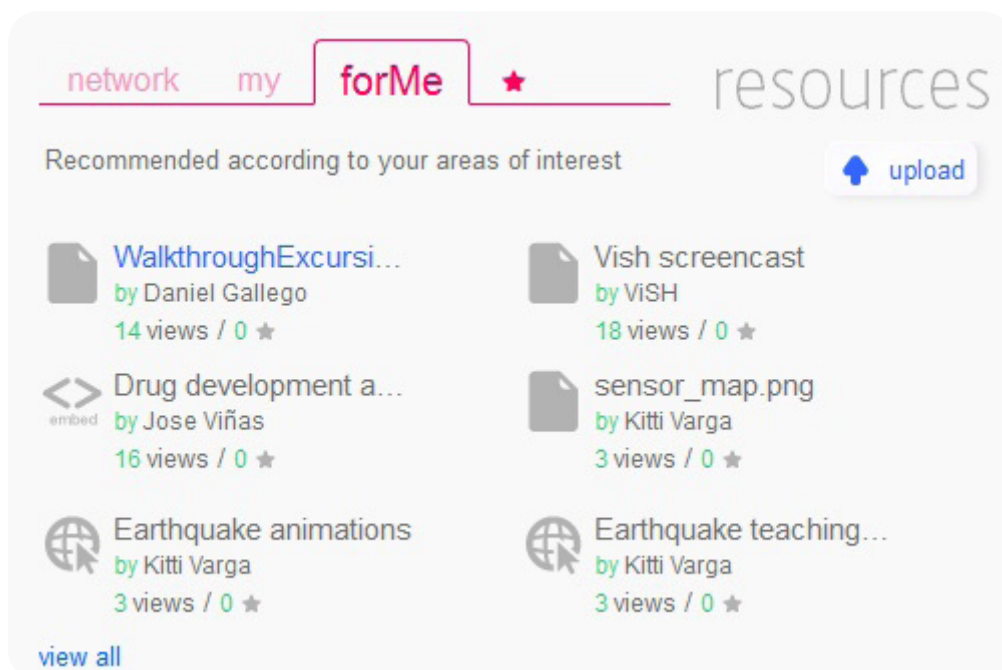 network my forMe ★ resources
Recommended according to your areas of interest
upload
WalkthroughExcursi...
by Daniel Gallego
14 views / 0 ★
Vish screencast
by ViSH
18 views / 0 ★
embed
Drug development a...
by Jose Viñas
16 views / 0 ★
sensor_map.png
by Kitti Varga
3 views / 0 ★
Earthquake animations
by Kitti Varga
3 views / 0 ★
Earthquake teaching...
by Kitti Varga
3 views / 0 ★
view all